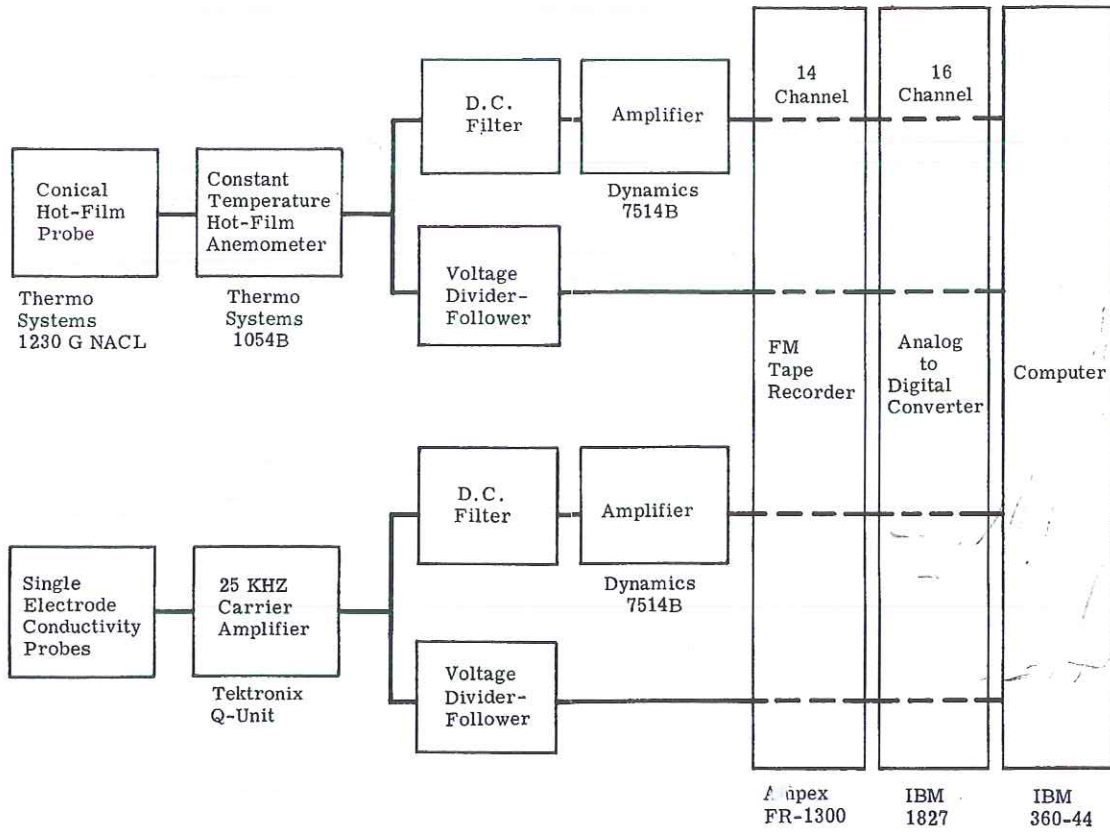 Conical
Hot-Film
Probe
Thermo
Systems
1230 G NACL
Constant
Temperature
Hot-Film
Anemometer
Thermo
Systems
1054B
D.C.
Filter
Amplifier
Dynamics
7514B
Voltage
Divider-
Follower
Single
Electrode
Conductivity
Probes
25 KHZ
Carrier
Amplifier
Tektronix
Q-Unit
D.C.
Filter
Amplifier
Dynamics
7514B
Voltage
Divider-
Follower
14
Channel
FM
Tape
Recorder
Ampex
FR-1300
16
Channel
Analog
to
Digital
Converter
IBM
1827
Computer
IBM
360-44